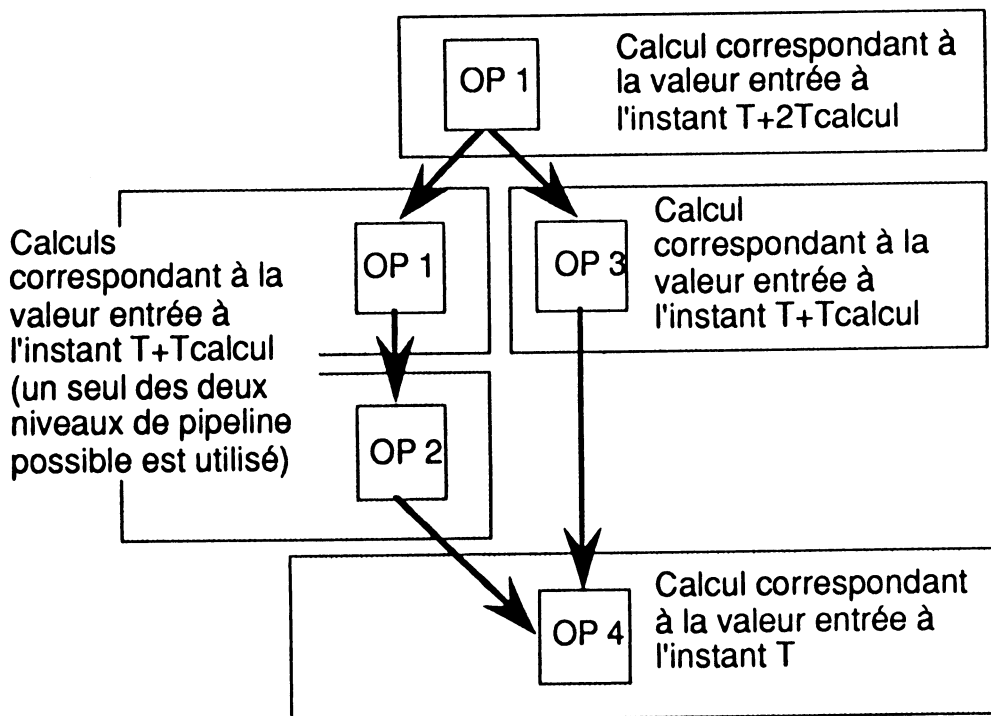 OP 1
Calcul correspondant à
la valeur entrée à
l'instant T+2Tcalcul
Calculs
correspondant à la
valeur entrée à
l'instant T+Tcalcul
(un seul des deux
niveaux de pipeline
possible est utilisé)
OP 1
OP 3
Calcul
correspondant à la
valeur entrée à
l'instant T+Tcalcul
OP 2
OP 4
Calcul correspondant
à la valeur entrée à
l'instant T